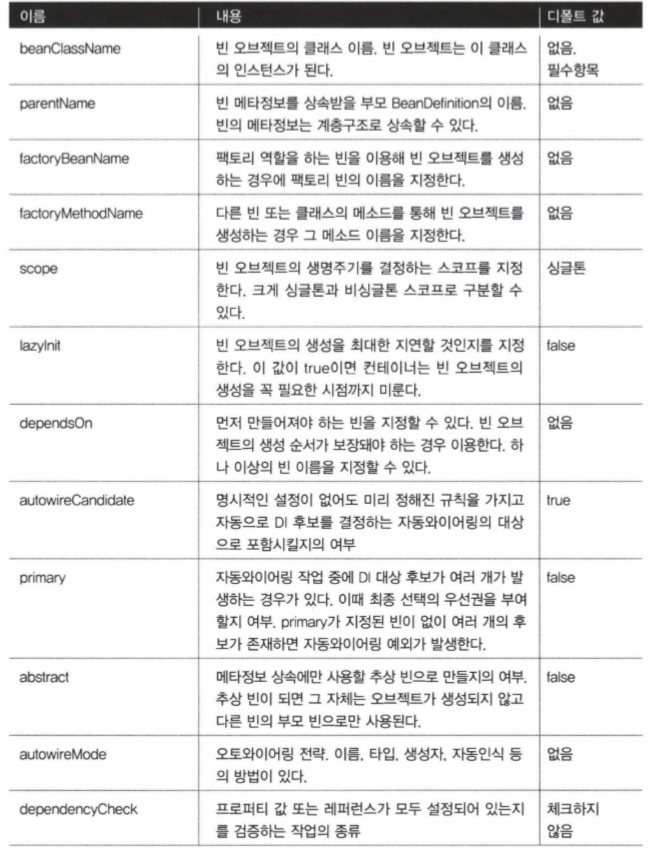 이름 내용 디폴트 값
beanClassName 빈 오브젝트의 클래스 이름. 빈 오브젝트는 이 클래스 없음.
의 인스턴스가 된다. 필수항목
parentName 빈 메타정보를 상속받을 부모 BeanDefinition의 이름. 없음
빈의 메타정보는 계층구조로 상속할 수 있다.
factoryBeanName 팩토리 역할을 하는 빈을 이용해 빈 오브젝트를 생성 없음
하는 경우에 팩토리 빈의 이름을 지정한다.
factoryMethodName 다른 빈 또는 클래스의 메소드를 통해 빈 오브젝트를 없음
생성하는 경우 그 메소드 이름을 지정한다.
scope 빈 오브젝트의 생명주기를 결정하는 스코프를 지정 싱글톤
한다. 크게 싱글톤과 비싱글톤 스코프로 구분할 수
있다.
lazyInit 빈 오브젝트의 생성을 최대한 지연할 것인지를 지정 false
한다. 이 값이 true이면 컨테이너는 빈 오브젝트의
생성을 꼭 필요한 시점까지 미룬다.
dependsOn 먼저 만들어져야 하는 빈을 지정할 수 있다. 빈 오브 없음
젝트의 생성 순서가 보장돼야 하는 경우 이용한다. 하
나 이상의 빈 이름을 지정할 수 있다.
autowireCandidate 명시적인 설정이 없어도 미리 정해진 규칙을 가지고 true
자동으로 DI 후보를 결정하는 자동와이어링의 대상
으로 포함시킬지의 여부
primary 자동와이어링 작업 중에 DI 대상 후보가 여러 개가 발 false
생하는 경우가 있다. 이때 최종 선택의 우선권을 부여
할지 여부. primary가 지정된 빈이 없이 여러 개의 후
보가 존재하면 자동와이어링 예외가 발생한다.
abstract 메타정보 상속에만 사용할 추상 빈으로 만들지의 여부. false
추상 빈이 되면 그 자체는 오브젝트가 생성되지 않고
다른 빈의 부모 빈으로만 사용된다.
autowireMode 오토와이어링 전략. 이름, 타입, 생성자, 자동인식 등 없음
의 방법이 있다.
dependencyCheck 프로퍼티 값 또는 레퍼런스가 모두 설정되어 있는지 체크하지
를 검증하는 작업의 종류 않음